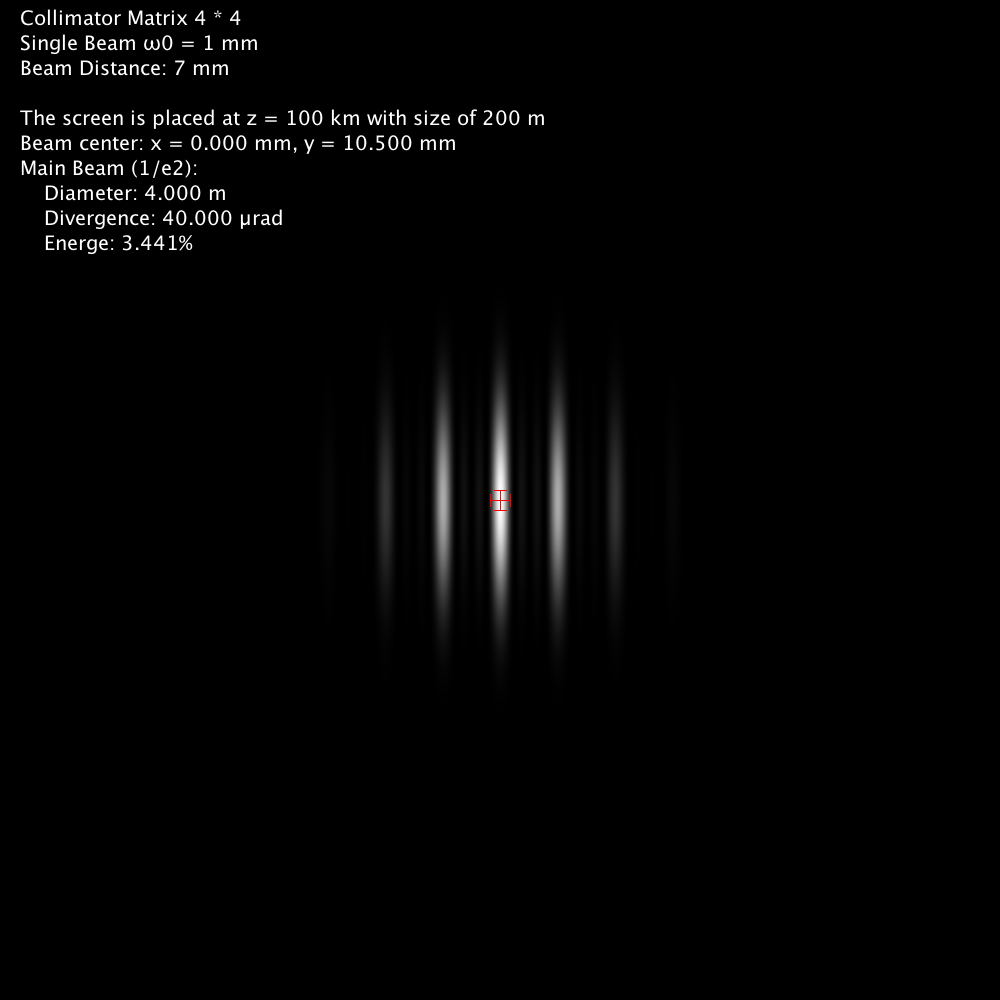 Collimator Matrix 4 * 4
Single Beam ω0 = 1 mm
Beam Distance: 7 mm
The screen is placed at z = 100 km with size of 200 m
Beam center: x = 0.000 mm, y = 10.500 mm
Main Beam (1/e2):
Diameter: 4.000 m
Divergence: 40.000 μrad
Energe: 3.441%